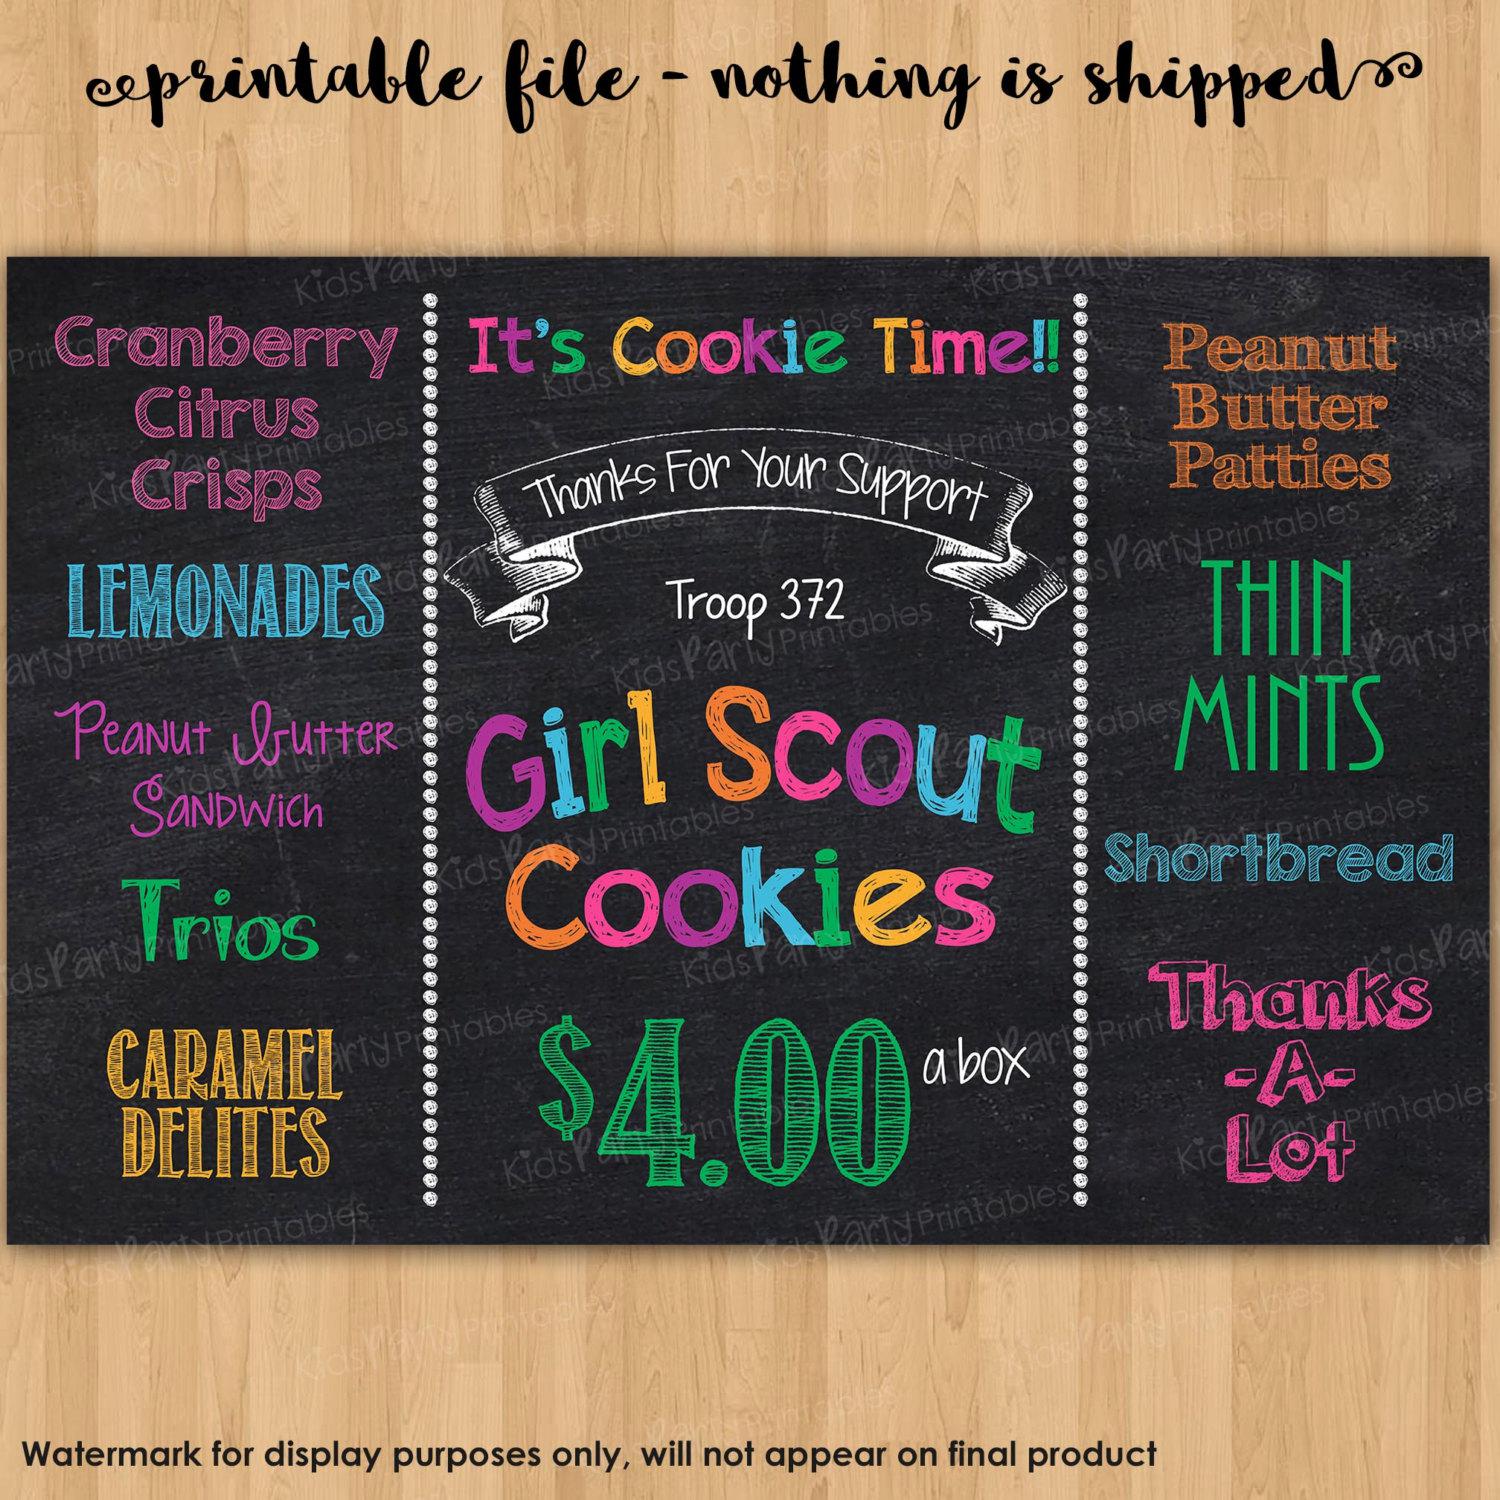 printable file - nothing is shipped
Cranberry
Citrus
Crisps
LEMONADES
Peanut Butter
Sandwich
Trios
CARAMEL
DELITES
It's Cookie Time!!
Thanks For Your Support
Troop 372
Girl Scout
Cookies
$4.00 a box
Peanut
Butter
Patties
THIN
MINTS
Shortbread
Thanks
-A-
Lot
Watermark for display purposes only, will not appear on final product
KidsPartyPrintables